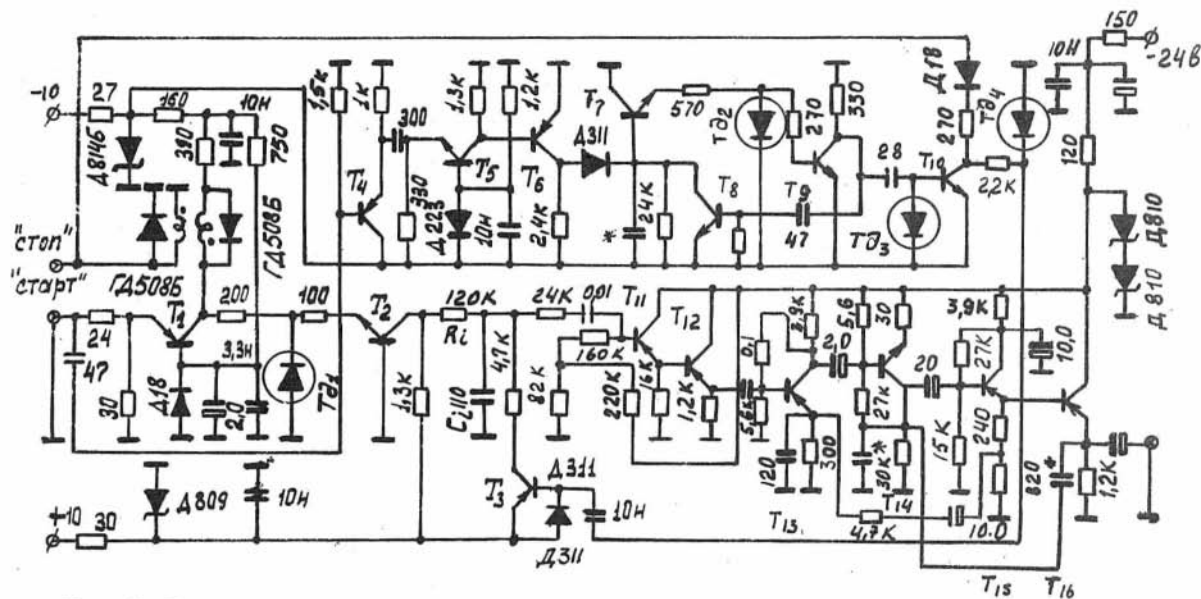 150
-24в
10н
Д18
Тд4
270
120
2,2к
Т10
-10
27
160
10н
390
750
Д814Б
1,5к
1к
300
330
Т4
1,3к
1,2к
Т5
Т6
Д223
10н
2,4к
Д311
Т7
570
*
24к
Т8
Тд2
270
330
Т9
47
28
Тд3
Д810
Д810
"стоп"
"старт"
ГД508Б
ГД508Б
24
47
Т1
200
100
30
Д18
3,3н
2,0
Тд1
Т2
120к
Ri
1,3к
Ci110
4,7к
24к
0,01
160к
82к
Т11
Т12
220к
16к
1,2к
5,6к
0,1
3,9к
2,0
5,6
30
27к
20
3,9к
27к
10,0
120
300
30к*
Т14
15к
240
820
*
1,2к
+10
30
Д809
*
10н
Т3
Д311
Д311
10н
Т13
4,7к
10.0
Т15
Т16